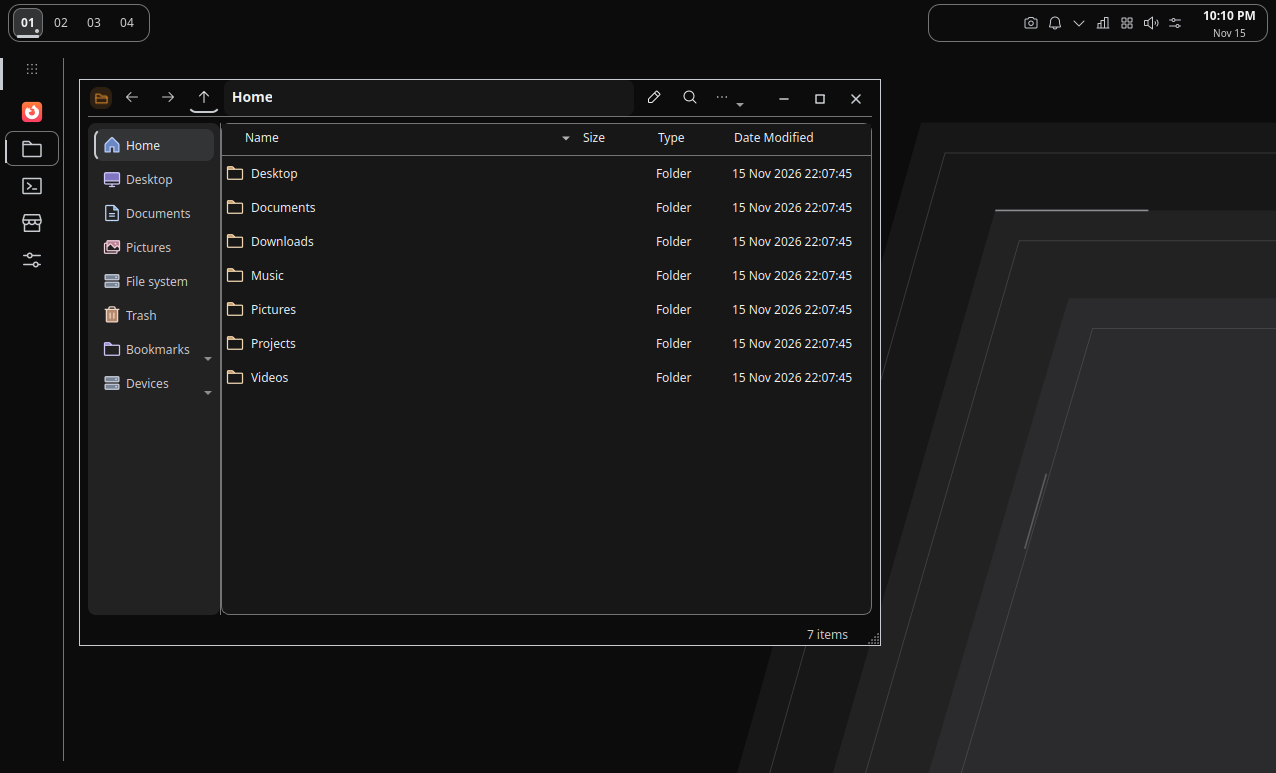 01 02 03 04
10:10 PM
Nov 15
Home
Name Size Type Date Modified
Home
Desktop
Documents
Pictures
File system
Trash
Bookmarks
Devices
Desktop Folder 15 Nov 2026 22:07:45
Documents Folder 15 Nov 2026 22:07:45
Downloads Folder 15 Nov 2026 22:07:45
Music Folder 15 Nov 2026 22:07:45
Pictures Folder 15 Nov 2026 22:07:45
Projects Folder 15 Nov 2026 22:07:45
Videos Folder 15 Nov 2026 22:07:45
7 items